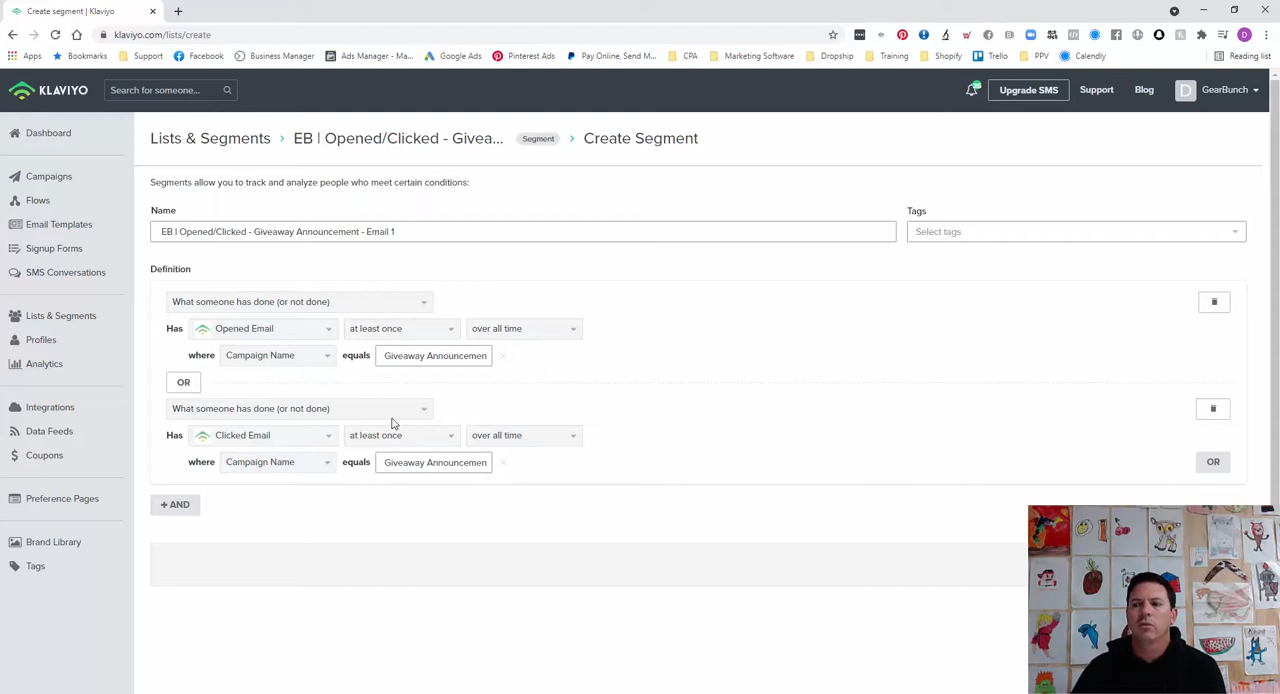 Create segment | Klaviyo
klaviyo.com/lists/create
Apps Bookmarks Support Facebook Business Manager Ads Manager - Ma... Google Ads Pinterest Ads Pay Online, Send M... CPA Marketing Software Dropship Training Shopify Trello PPV Calendly Reading list
KLAVIYO Search for someone... Upgrade SMS Support Blog D GearBunch
Dashboard
Campaigns
Flows
Email Templates
Signup Forms
SMS Conversations
Lists & Segments
Profiles
Analytics
Integrations
Data Feeds
Coupons
Preference Pages
Brand Library
Tags
Lists & Segments › EB | Opened/Clicked - Givea... Segment › Create Segment
Segments allow you to track and analyze people who meet certain conditions:
Name Tags
EB | Opened/Clicked - Giveaway Announcement - Email 1 Select tags
Definition
What someone has done (or not done)
Has Opened Email at least once over all time
where Campaign Name equals Giveaway Announcemen
OR
What someone has done (or not done)
Has Clicked Email at least once over all time
where Campaign Name equals Giveaway Announcemen OR
+ AND